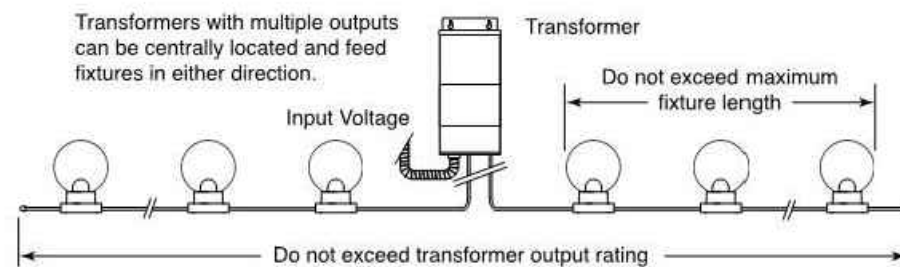 Transformers with multiple outputs
can be centrally located and feed
fixtures in either direction.
Transformer
Do not exceed maximum
fixture length
Input Voltage
Do not exceed transformer output rating